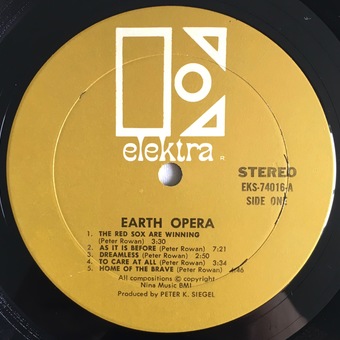 elektra
STEREO
EKS-74016-A
SIDE ONE
EARTH OPERA
1. THE RED SOX ARE WINNING
(Peter Rowan) 3:30
2. AS IT IS BEFORE (Peter Rowan) 7:21
3. DREAMLESS (Peter Rowan) 2:50
4. TO CARE AT ALL (Peter Rowan) 3:34
5. HOME OF THE BRAVE (Peter Rowan) 4:46
All compositions © copyright
Nina Music BMI
Produced by PETER K. SIEGEL